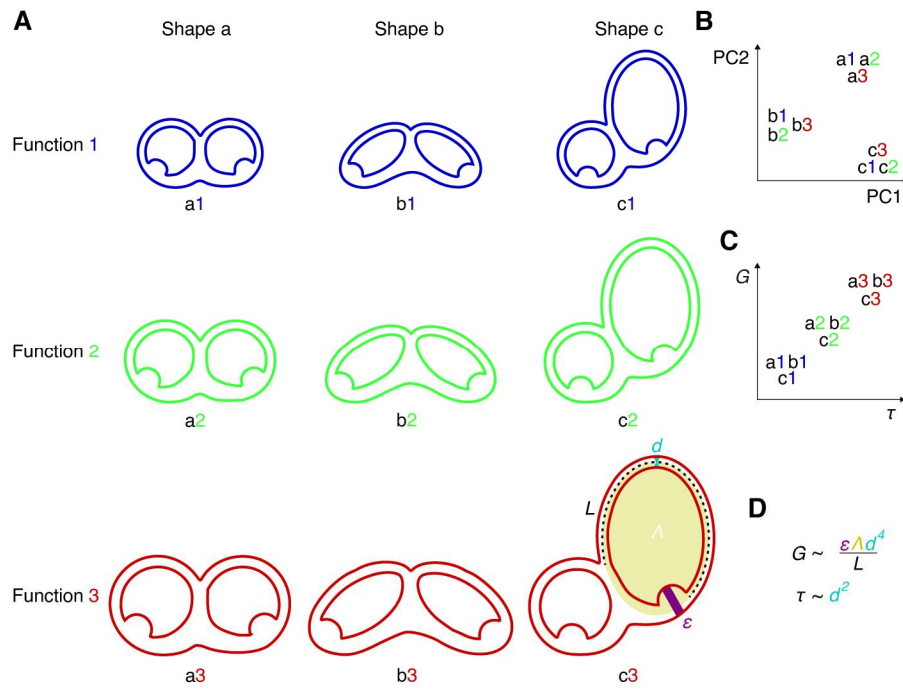 A
Shape a
Shape b
Shape c
Function 1
a1
b1
c1
Function 2
a2
b2
c2
Function 3
d
L
Λ
ε
a3
b3
c3
B
PC2
a1 a2
a3
b1
b3
b2
c3
c1 c2
PC1
C
G
a3 b3
c3
a2 b2
c2
a1 b1
c1
τ
D
G ~ εΛd⁴
L
τ ~ d²